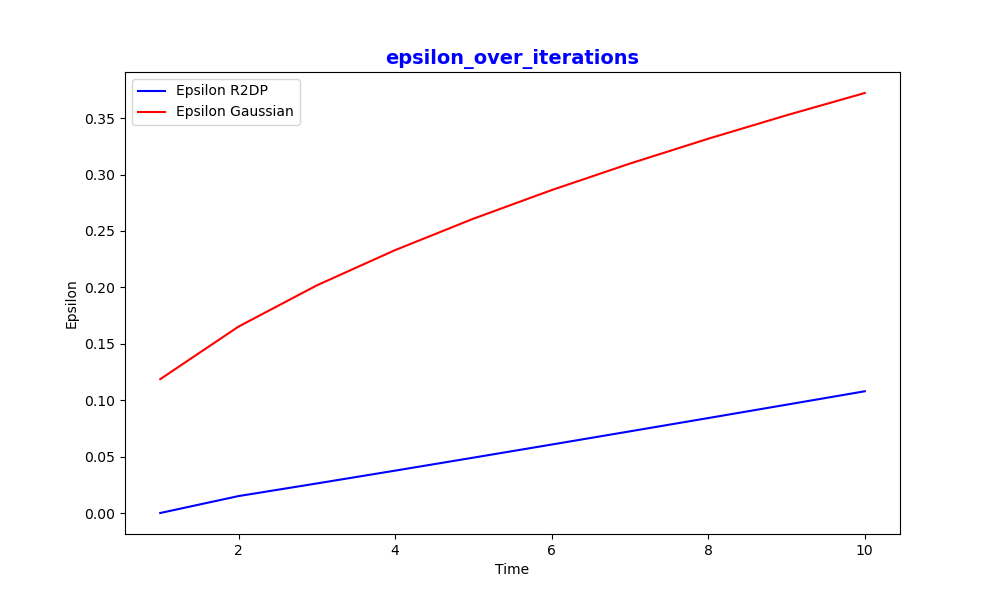 epsilon_over_iterations
Epsilon R2DP
Epsilon Gaussian
0.35
0.30
0.25
0.20
0.15
0.10
0.05
0.00
Epsilon
2 4 6 8 10
Time